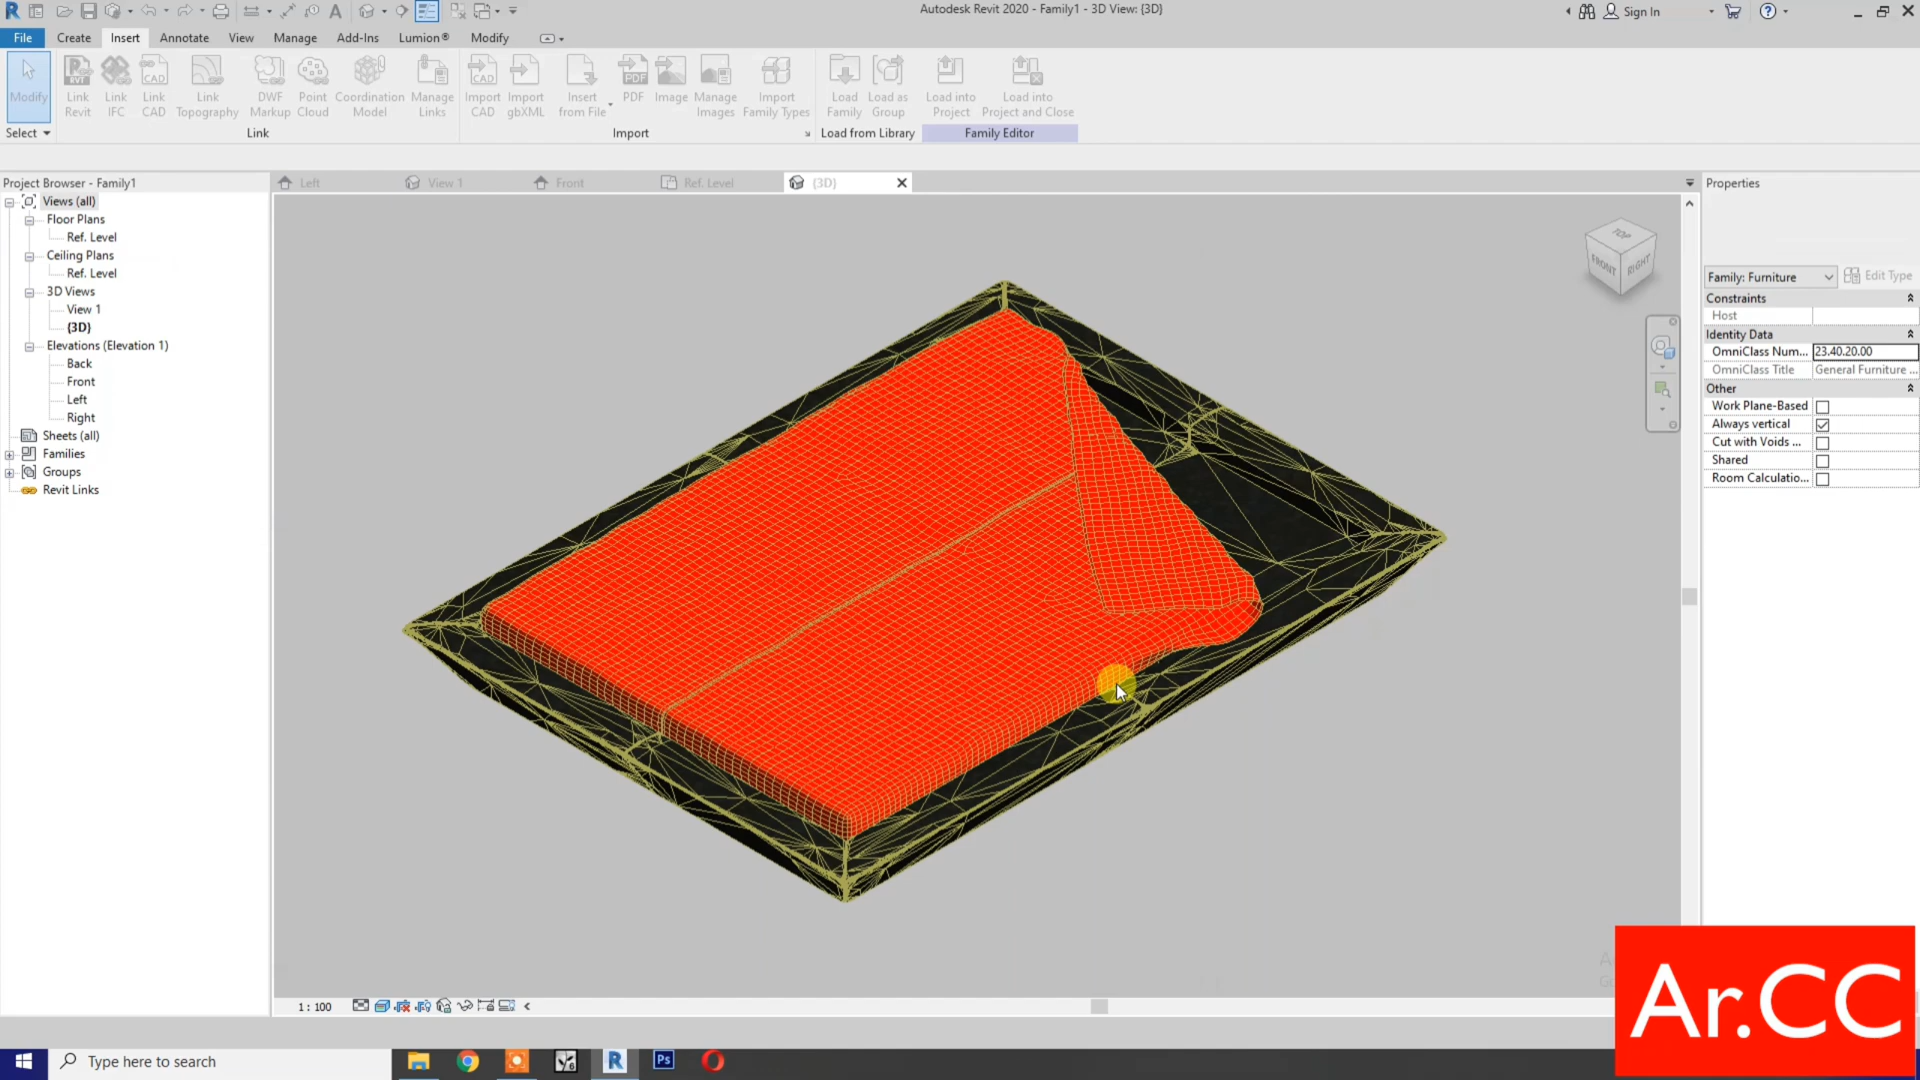 Autodesk Revit 2020 - Family1 - 3D View: {3D}
Sign In
File Create Insert Annotate View Manage Add-Ins Lumion® Modify
Modify
Link Revit
Link IFC
Link CAD
Link Topography
DWF Markup
Point Cloud
Coordination Model
Manage Links
Import CAD
Import gbXML
Insert from File
PDF
Image
Manage Images
Import Family Types
Load Family
Load as Group
Load into Project
Load into Project and Close
Select
Link
Import
Load from Library
Family Editor
Project Browser - Family1
Left
View 1
Front
Ref. Level
{3D}
Properties
Views (all)
Floor Plans
Ref. Level
Ceiling Plans
Ref. Level
3D Views
View 1
{3D}
Elevations (Elevation 1)
Back
Front
Left
Right
Sheets (all)
Families
Groups
Revit Links
TOP
FRONT
RIGHT
Family: Furniture
Edit Type
Constraints
Host
Identity Data
OmniClass Num... 23.40.20.00
OmniClass Title General Furniture ...
Other
Work Plane-Based
Always vertical
Cut with Voids ...
Shared
Room Calculatio...
1 : 100
Ar.CC
Type here to search
Ps